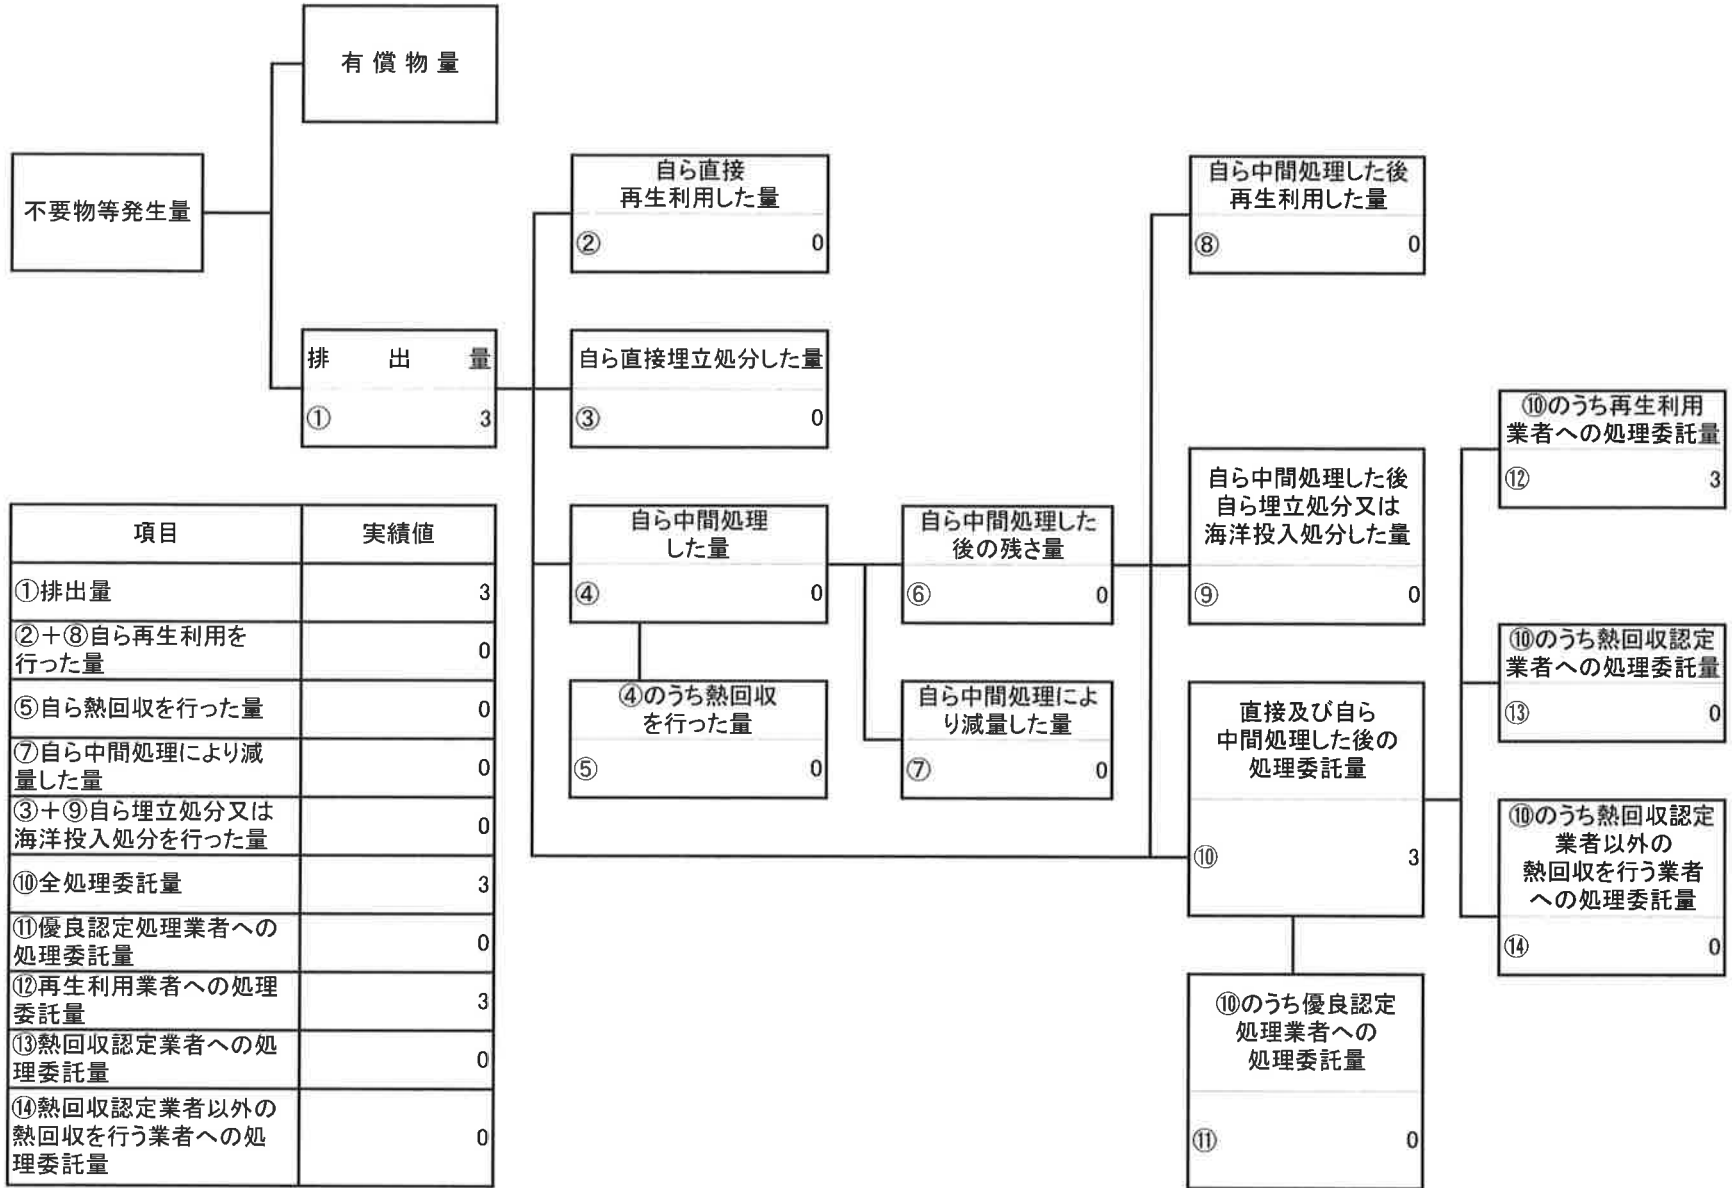 有償物量
不要物等発生量
排出量
① 3
自ら直接
再生利用した量
② 0
自ら直接埋立処分した量
③ 0
自ら中間処理
した量
④ 0
④のうち熱回収
を行った量
⑤ 0
自ら中間処理した
後の残さ量
⑥ 0
自ら中間処理によ
り減量した量
⑦ 0
自ら中間処理した後
再生利用した量
⑧ 0
自ら中間処理した後
自ら埋立処分又は
海洋投入処分した量
⑨ 0
直接及び自ら
中間処理した後の
処理委託量
⑩ 3
⑩のうち優良認定
処理業者への
処理委託量
⑪ 0
⑩のうち再生利用
業者への処理委託量
⑫ 3
⑩のうち熱回収認定
業者への処理委託量
⑬ 0
⑩のうち熱回収認定
業者以外の
熱回収を行う業者
への処理委託量
⑭ 0
項目 実績値
①排出量 3
②+⑧自ら再生利用を
行った量 0
⑤自ら熱回収を行った量 0
⑦自ら中間処理により減
量した量 0
③+⑨自ら埋立処分又は
海洋投入処分を行った量 0
⑩全処理委託量 3
⑪優良認定処理業者への
処理委託量 0
⑫再生利用業者への処理
委託量 3
⑬熱回収認定業者への処
理委託量 0
⑭熱回収認定業者以外の
熱回収を行う業者への処
理委託量 0